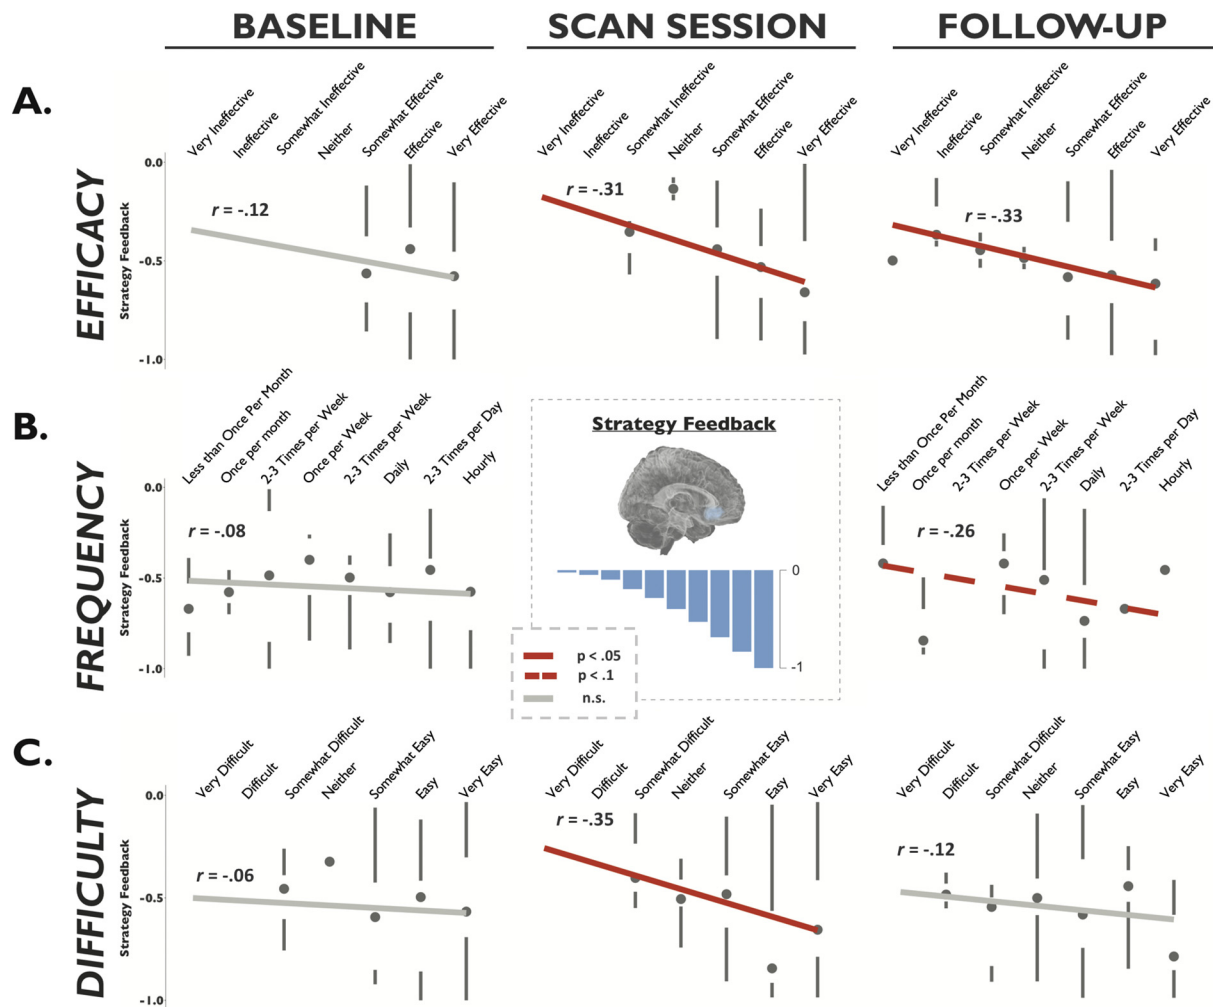 BASELINE
SCAN SESSION
FOLLOW-UP
A.
EFFICACY
Strategy Feedback
0.0
-0.5
-1.0
Very Ineffective
Ineffective
Somewhat Ineffective
Neither
Somewhat Effective
Effective
Very Effective
r = -.12
Very Ineffective
Ineffective
Somewhat Ineffective
Neither
Somewhat Effective
Effective
Very Effective
r = -.31
Very Ineffective
Ineffective
Somewhat Ineffective
Neither
Somewhat Effective
Effective
Very Effective
r = -.33
B.
FREQUENCY
Strategy Feedback
0.0
-0.5
-1.0
Less than Once Per Month
Once per month
2-3 Times per Week
Once per Week
2-3 Times per Week
Daily
2-3 Times per Day
Hourly
r = -.08
Strategy Feedback
0
-1
p < .05
p < .1
n.s.
Less than Once Per Month
Once per month
2-3 Times per Week
Once per Week
2-3 Times per Week
Daily
2-3 Times per Day
Hourly
r = -.26
C.
DIFFICULTY
Strategy Feedback
0.0
-0.5
-1.0
Very Difficult
Difficult
Somewhat Difficult
Neither
Somewhat Easy
Easy
Very Easy
r = -.06
Very Difficult
Difficult
Somewhat Difficult
Neither
Somewhat Easy
Easy
Very Easy
r = -.35
Very Difficult
Difficult
Somewhat Difficult
Neither
Somewhat Easy
Easy
Very Easy
r = -.12